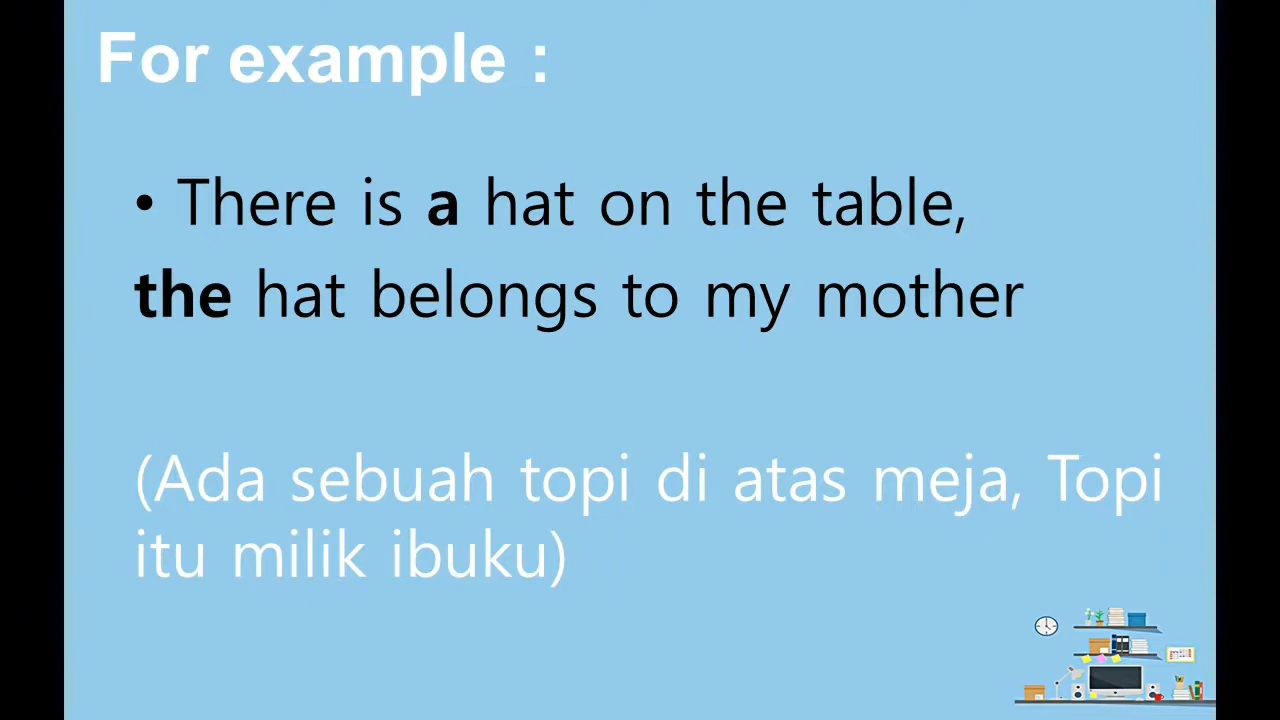 For example :
• There is a hat on the table,
the hat belongs to my mother
(Ada sebuah topi di atas meja, Topi
itu milik ibuku)